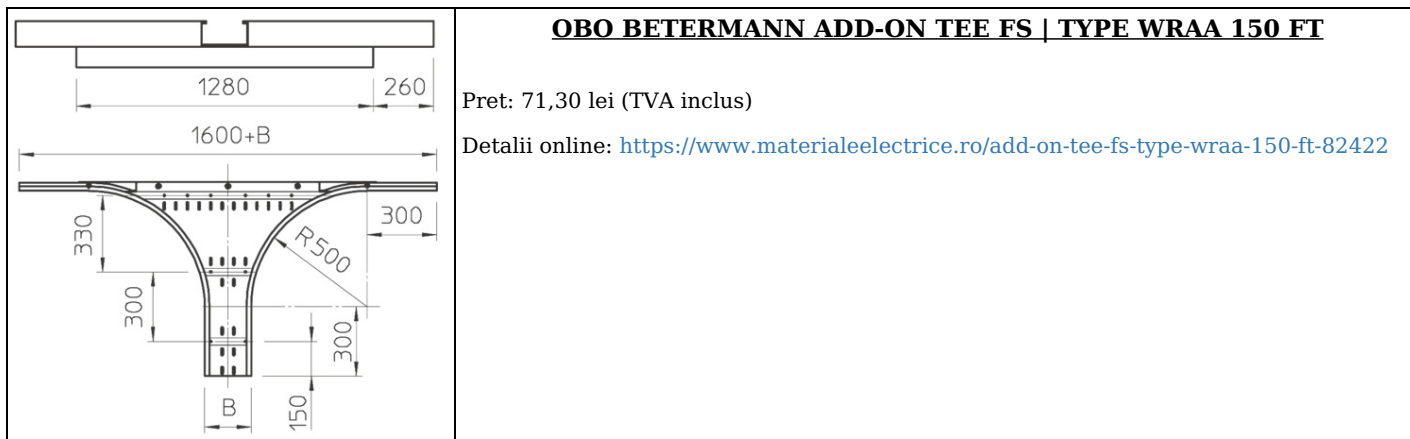 OBO BETERMANN ADD-ON TEE FS | TYPE WRAA 150 FT
Pret: 71,30 lei (TVA inclus)
Detalii online: https://www.materialeelectrice.ro/add-on-tee-fs-type-wraa-150-ft-82422
1280
260
1600+B
330
300
R500
300
300
150
B